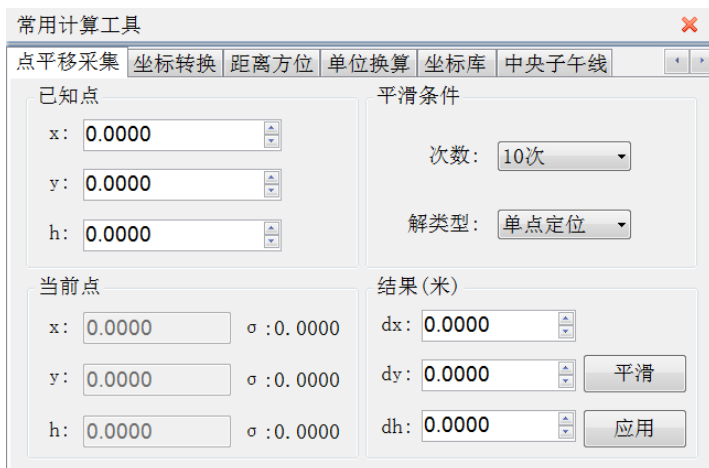 常用计算工具
点平移采集 坐标转换 距离方位 单位换算 坐标库 中央子午线
已知点
x: 0.0000
y: 0.0000
h: 0.0000
平滑条件
次数: 10次
解类型: 单点定位
当前点
x: 0.0000 σ:0.0000
y: 0.0000 σ:0.0000
h: 0.0000 σ:0.0000
结果(米)
dx: 0.0000
dy: 0.0000 平滑
dh: 0.0000 应用